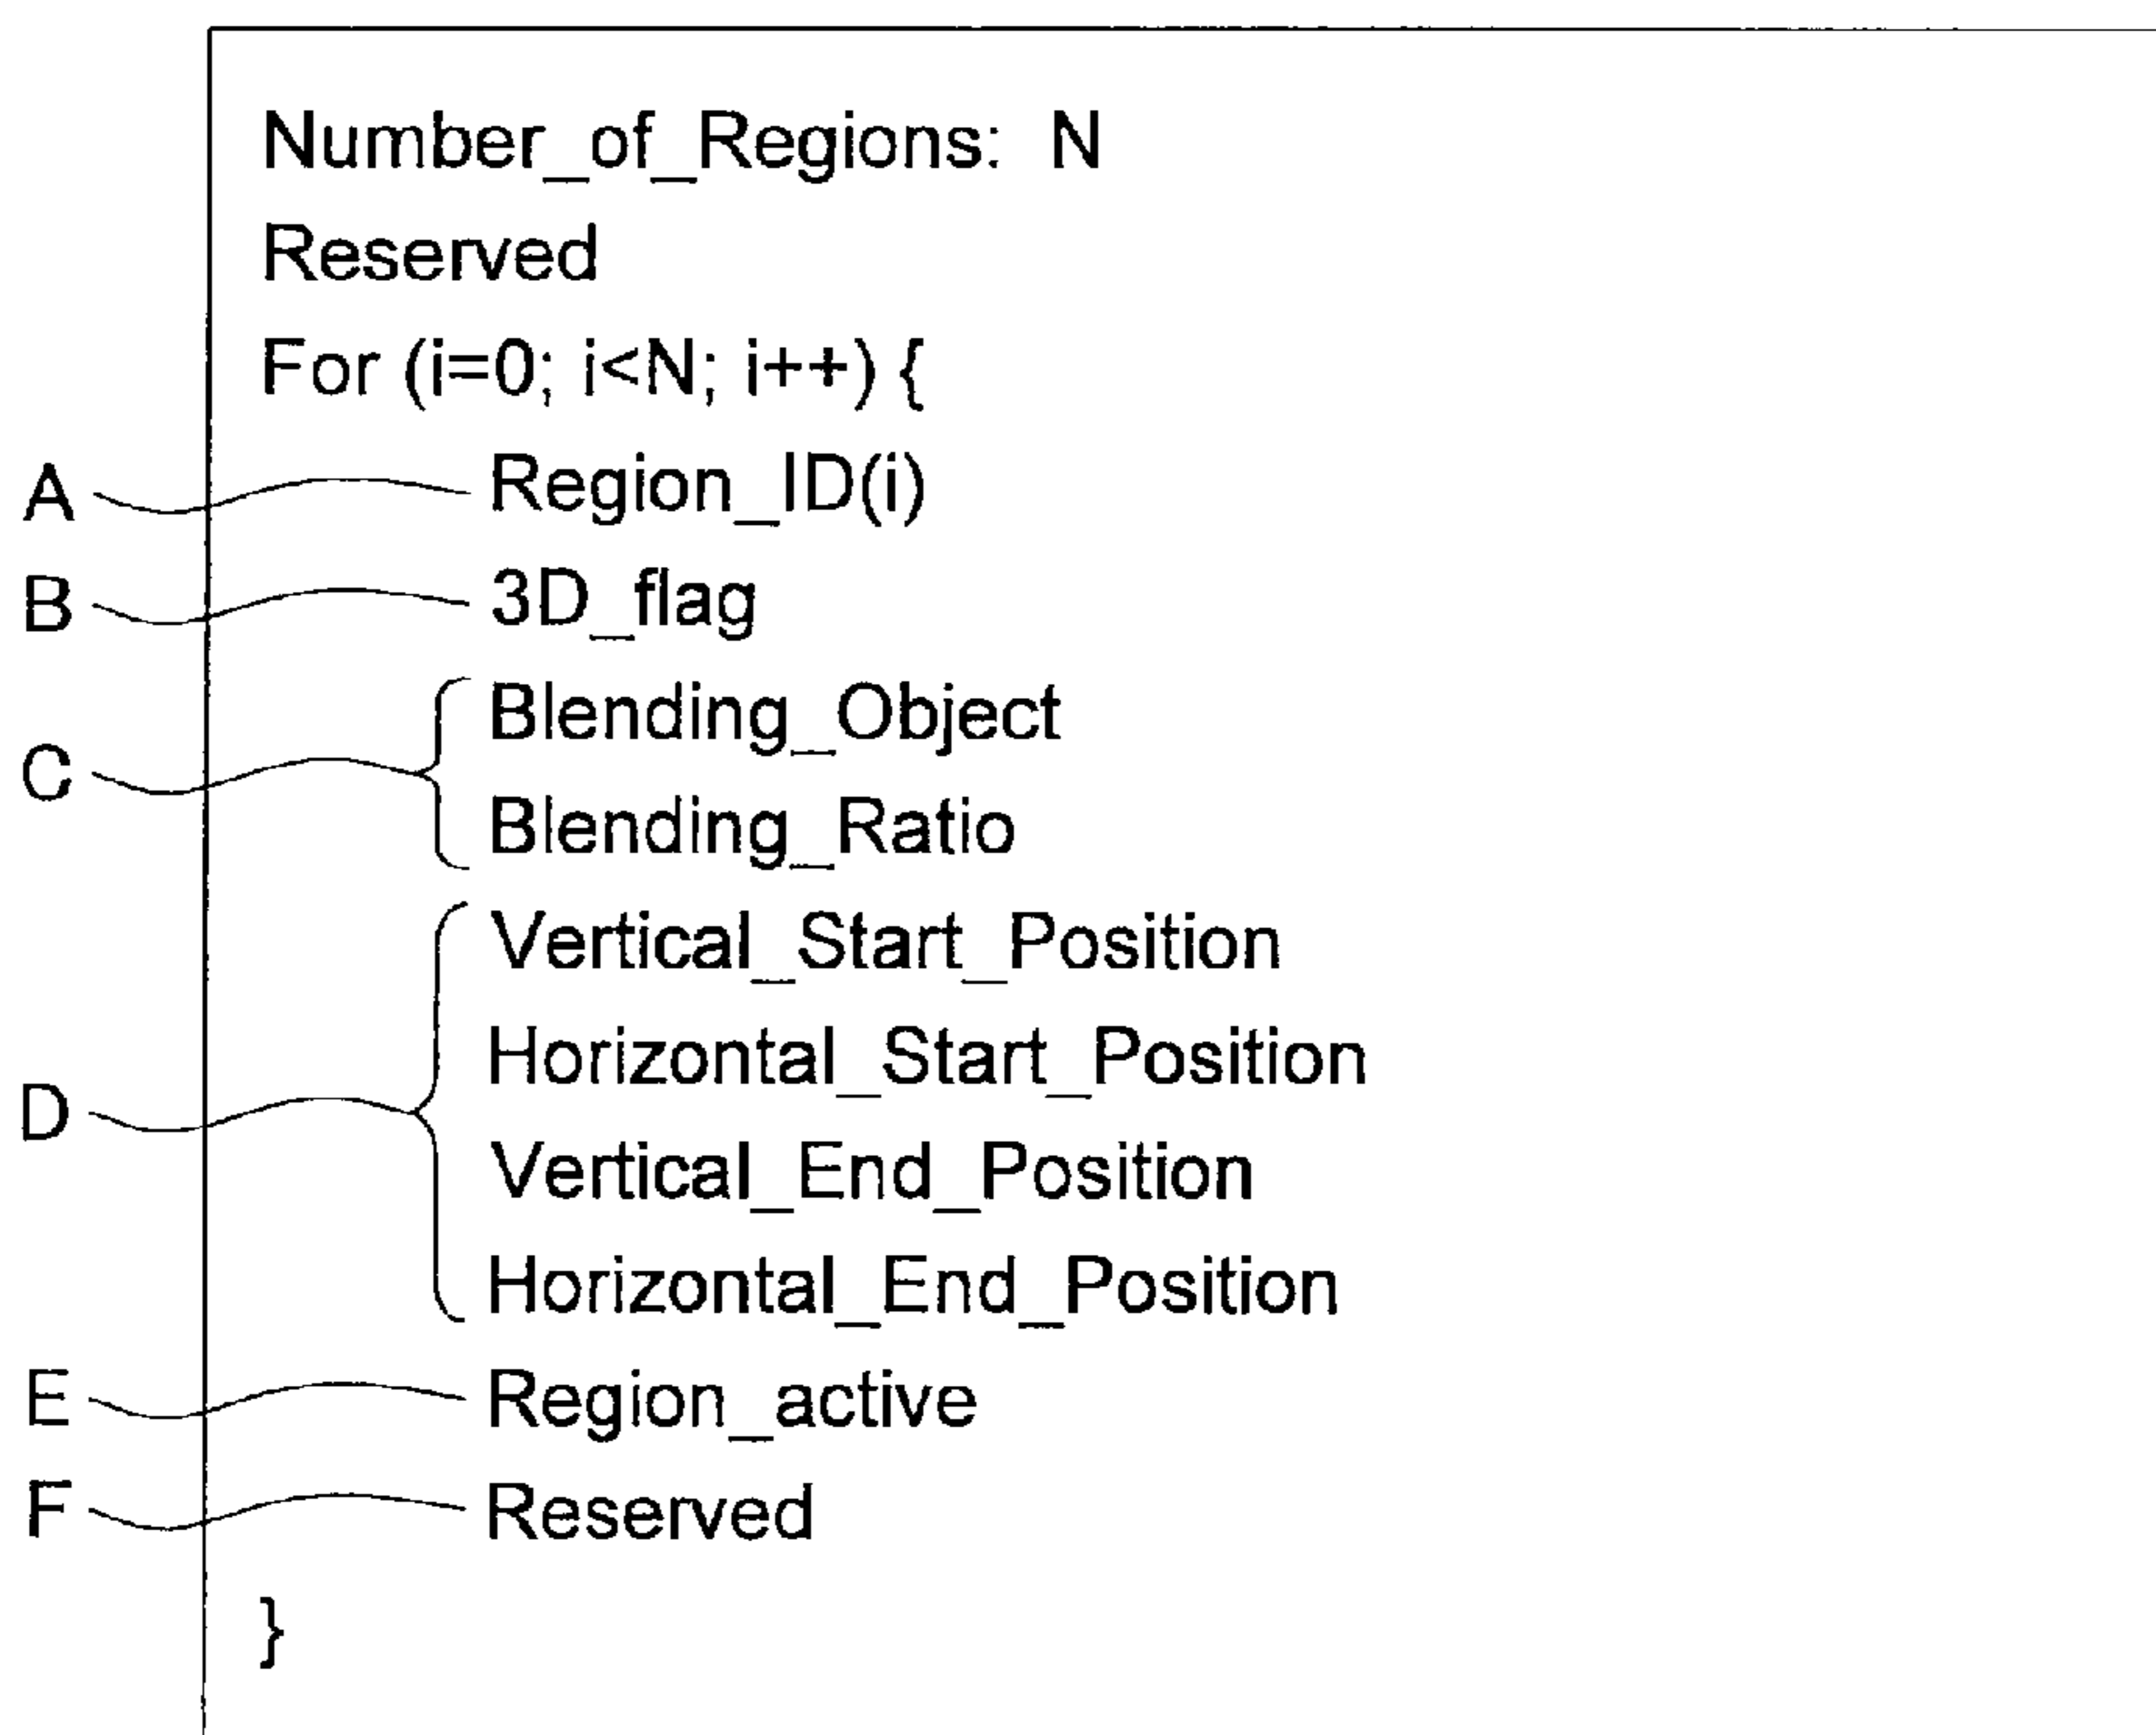 Number_of_Regions: N
Reserved
For (i=0; i<N; i++) {
A Region_ID(i)
B 3D_flag
Blending_Object
C
Blending_Ratio
Vertical_Start_Position
Horizontal_Start_Position
D
Vertical_End_Position
Horizontal_End_Position
E Region_active
F Reserved
}